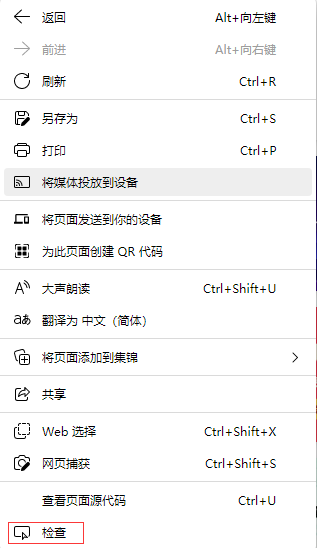 返回 Alt+向左键
前进 Alt+向右键
刷新 Ctrl+R
另存为 Ctrl+S
打印 Ctrl+P
将媒体投放到设备
将页面发送到你的设备
为此页面创建 QR 代码
大声朗读 Ctrl+Shift+U
翻译为 中文（简体）
将页面添加到集锦
共享
Web 选择 Ctrl+Shift+X
网页捕获 Ctrl+Shift+S
查看页面源代码 Ctrl+U
检查